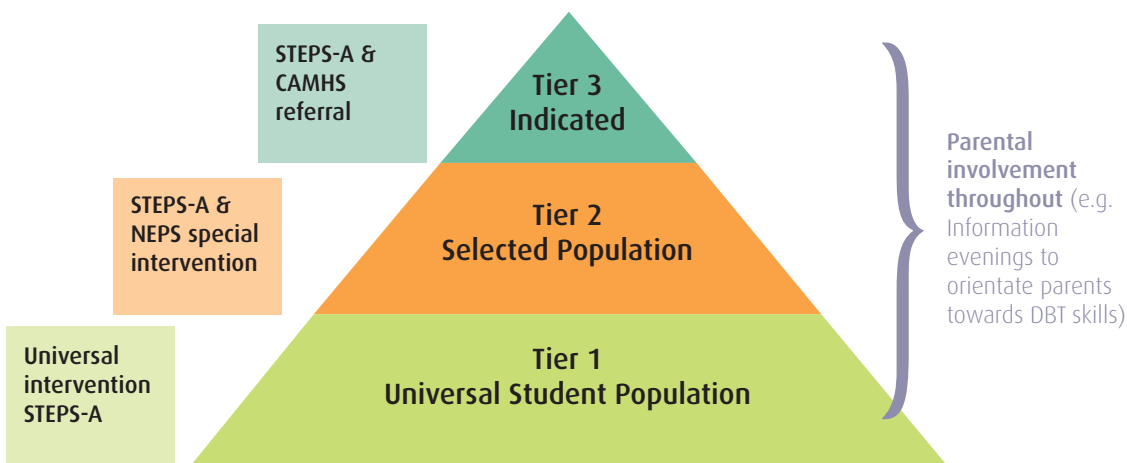 STEPS-A &
CAMHS
referral
Tier 3
Indicated
STEPS-A &
NEPS special
intervention
Tier 2
Selected Population
Universal
intervention
STEPS-A
Tier 1
Universal Student Population
Parental
involvement
throughout (e.g.
Information
evenings to
orientate parents
towards DBT skills)